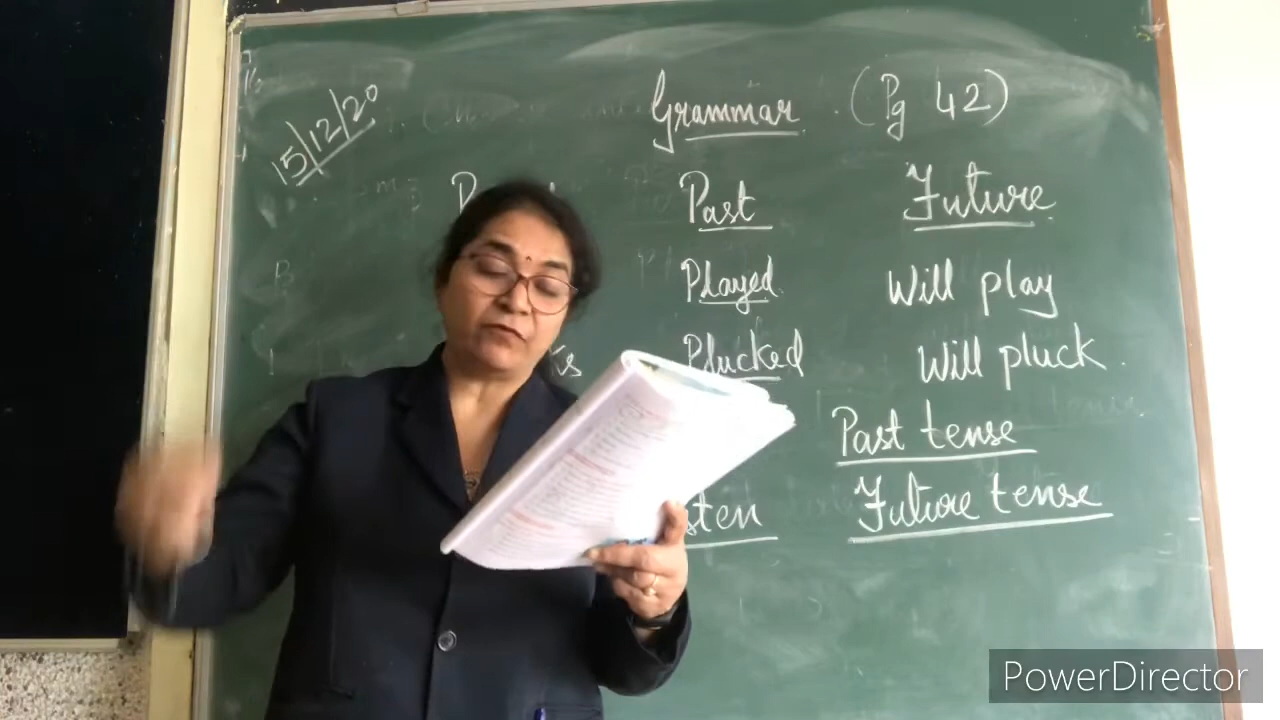 15/12/20
Grammar (Pg 42)
Past Future
Played Will play
Plucked Will pluck.
Past tense
sten Future tense
PowerDirector